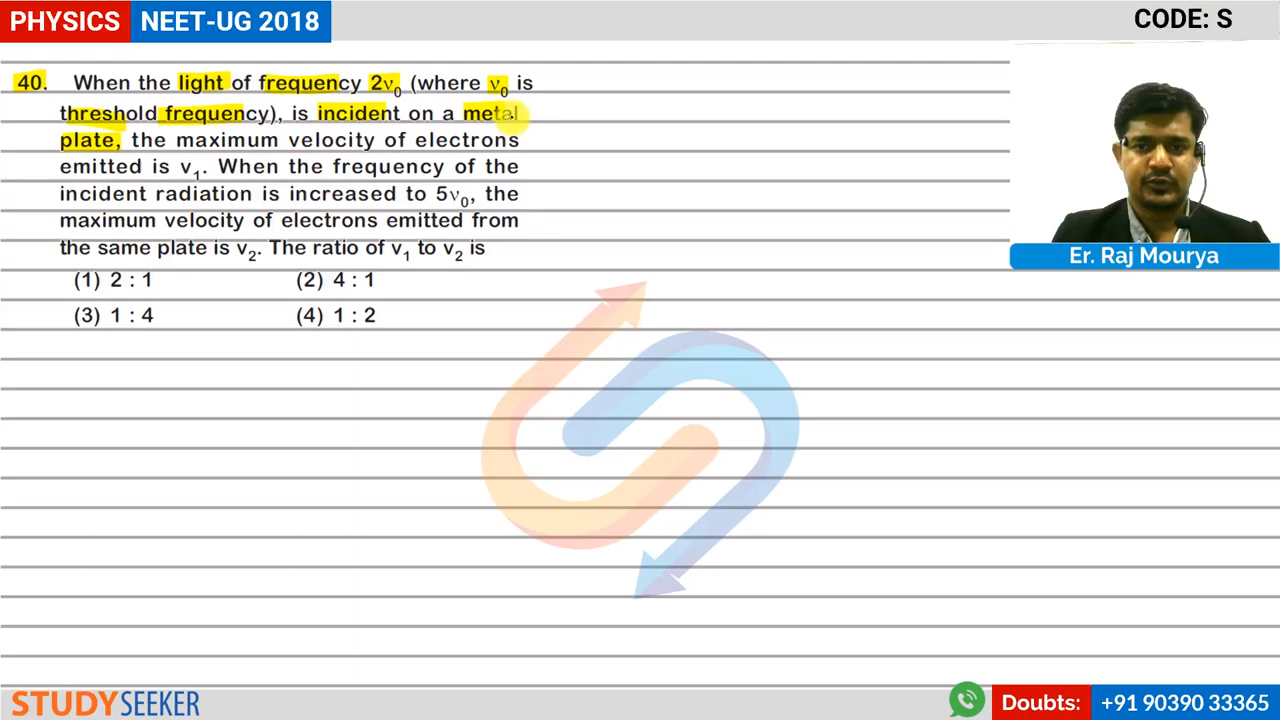 PHYSICS NEET-UG 2018 CODE: S
40. When the light of frequency 2ν₀ (where ν₀ is
threshold frequency), is incident on a metal
plate, the maximum velocity of electrons
emitted is v₁. When the frequency of the
incident radiation is increased to 5ν₀, the
maximum velocity of electrons emitted from
the same plate is v₂. The ratio of v₁ to v₂ is
(1) 2 : 1 (2) 4 : 1
(3) 1 : 4 (4) 1 : 2
Er. Raj Mourya
STUDYSEEKER Doubts: +91 90390 33365